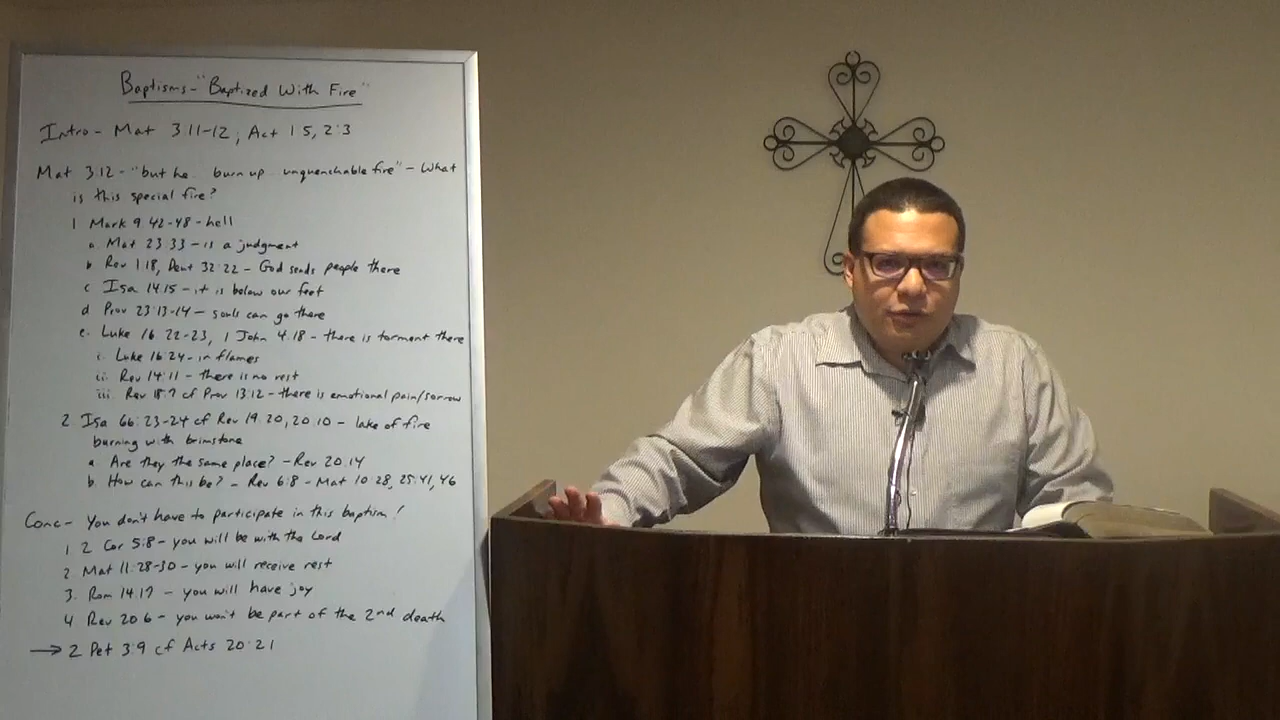 Baptisms - "Baptized With Fire"
Intro - Mat 3:11-12, Act 1:5, 2:3
Mat 3:12 - "but he burn up unquenchable fire" - What
is this special fire?
1 Mark 9:42-48 - hell
a. Mat 23:33 - is a judgment
b Rev 1:18, Deut 32:22 - God sends people there
c Isa 14:15 - it is below our feet
d Prov 23:13-14 - souls can go there
e. Luke 16:22-23, 1 John 4:18 - there is torment there
i. Luke 16:24 - in flames
ii. Rev 14:11 - there is no rest
iii. Rev 18:7 cf Prov 13:12 - there is emotional pain/sorrow
2. Isa 66:23-24 cf Rev 19:20, 20:10 - lake of fire
burning with brimstone
a. Are they the same place? - Rev 20:14
b. How can this be? - Rev 6:8 - Mat 10:28, 25:41, 46
Conc - You don't have to participate in this baptism!
1 2 Cor 5:8 - you will be with the Lord
2. Mat 11:28-30 - you will receive rest
3. Rom 14:17 - you will have joy
4 Rev 20:6 - you won't be part of the 2nd death
→ 2 Pet 3:9 cf Acts 20:21